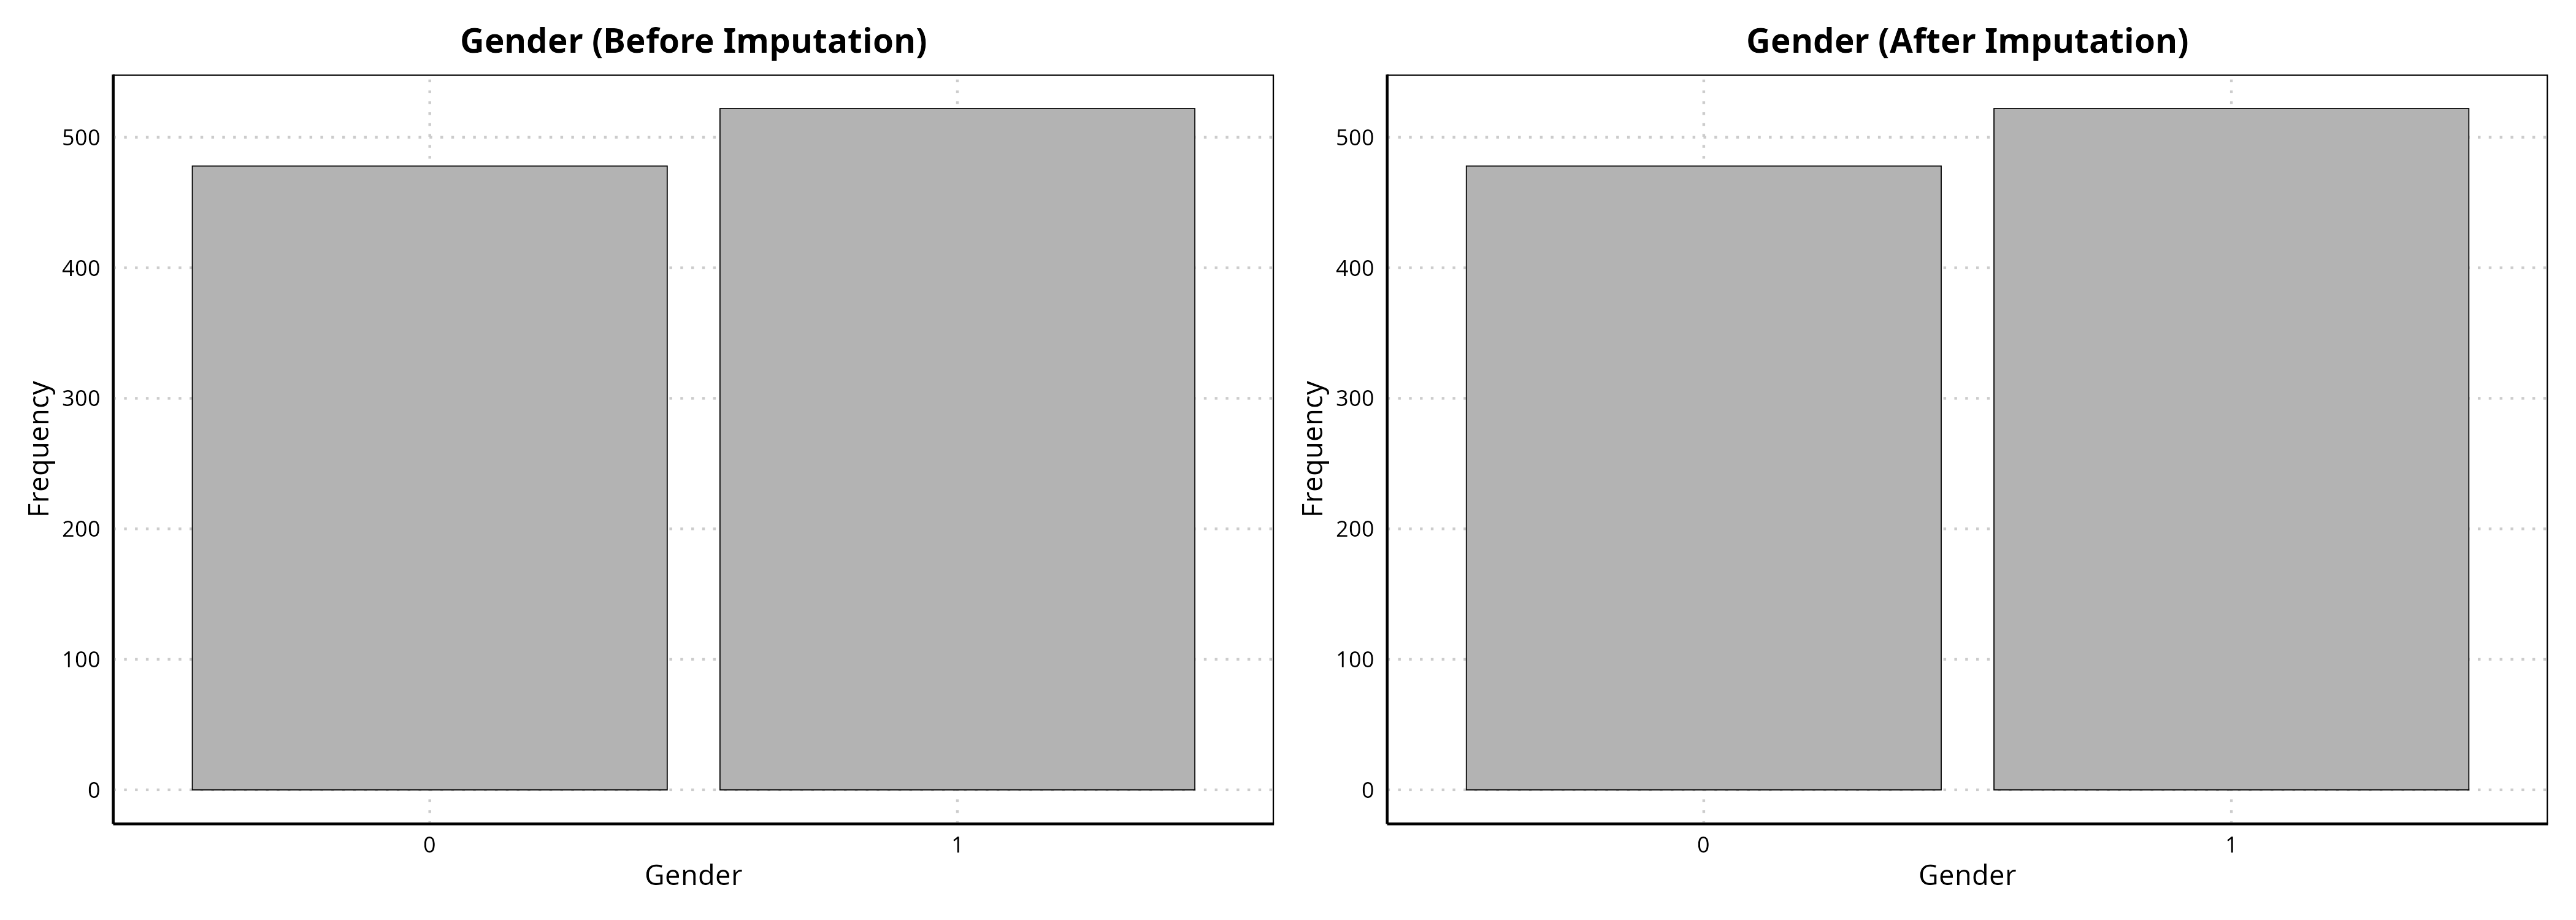 Gender (Before Imputation)
Frequency
500
400
300
200
100
0
0 1
Gender
Gender (After Imputation)
Frequency
500
400
300
200
100
0
0 1
Gender